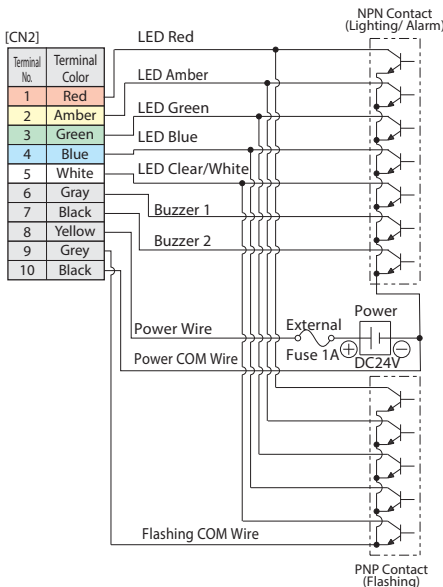 NPN Contact
(Lighting/ Alarm)
[CN2]
LED Red
Terminal No. Terminal Color
1 Red
LED Amber
2 Amber
LED Green
3 Green
LED Blue
4 Blue
LED Clear/White
5 White
6 Gray
Buzzer 1
7 Black
8 Yellow
Buzzer 2
9 Grey
10 Black
Power
Power Wire
External
Fuse 1A
+ −
DC24V
Power COM Wire
Flashing COM Wire
PNP Contact
(Flashing)